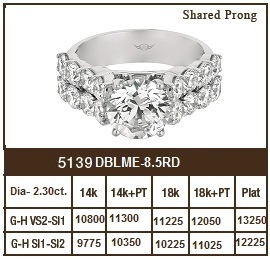 Shared Prong
5139 DBLME-8.5RD
Dia- 2.30ct. 14k 14k+PT 18k 18k+PT Plat
G-H VS2-SI1 10800 11300 11225 12050 13250
G-H SI1-SI2 9775 10350 10225 11025 12225